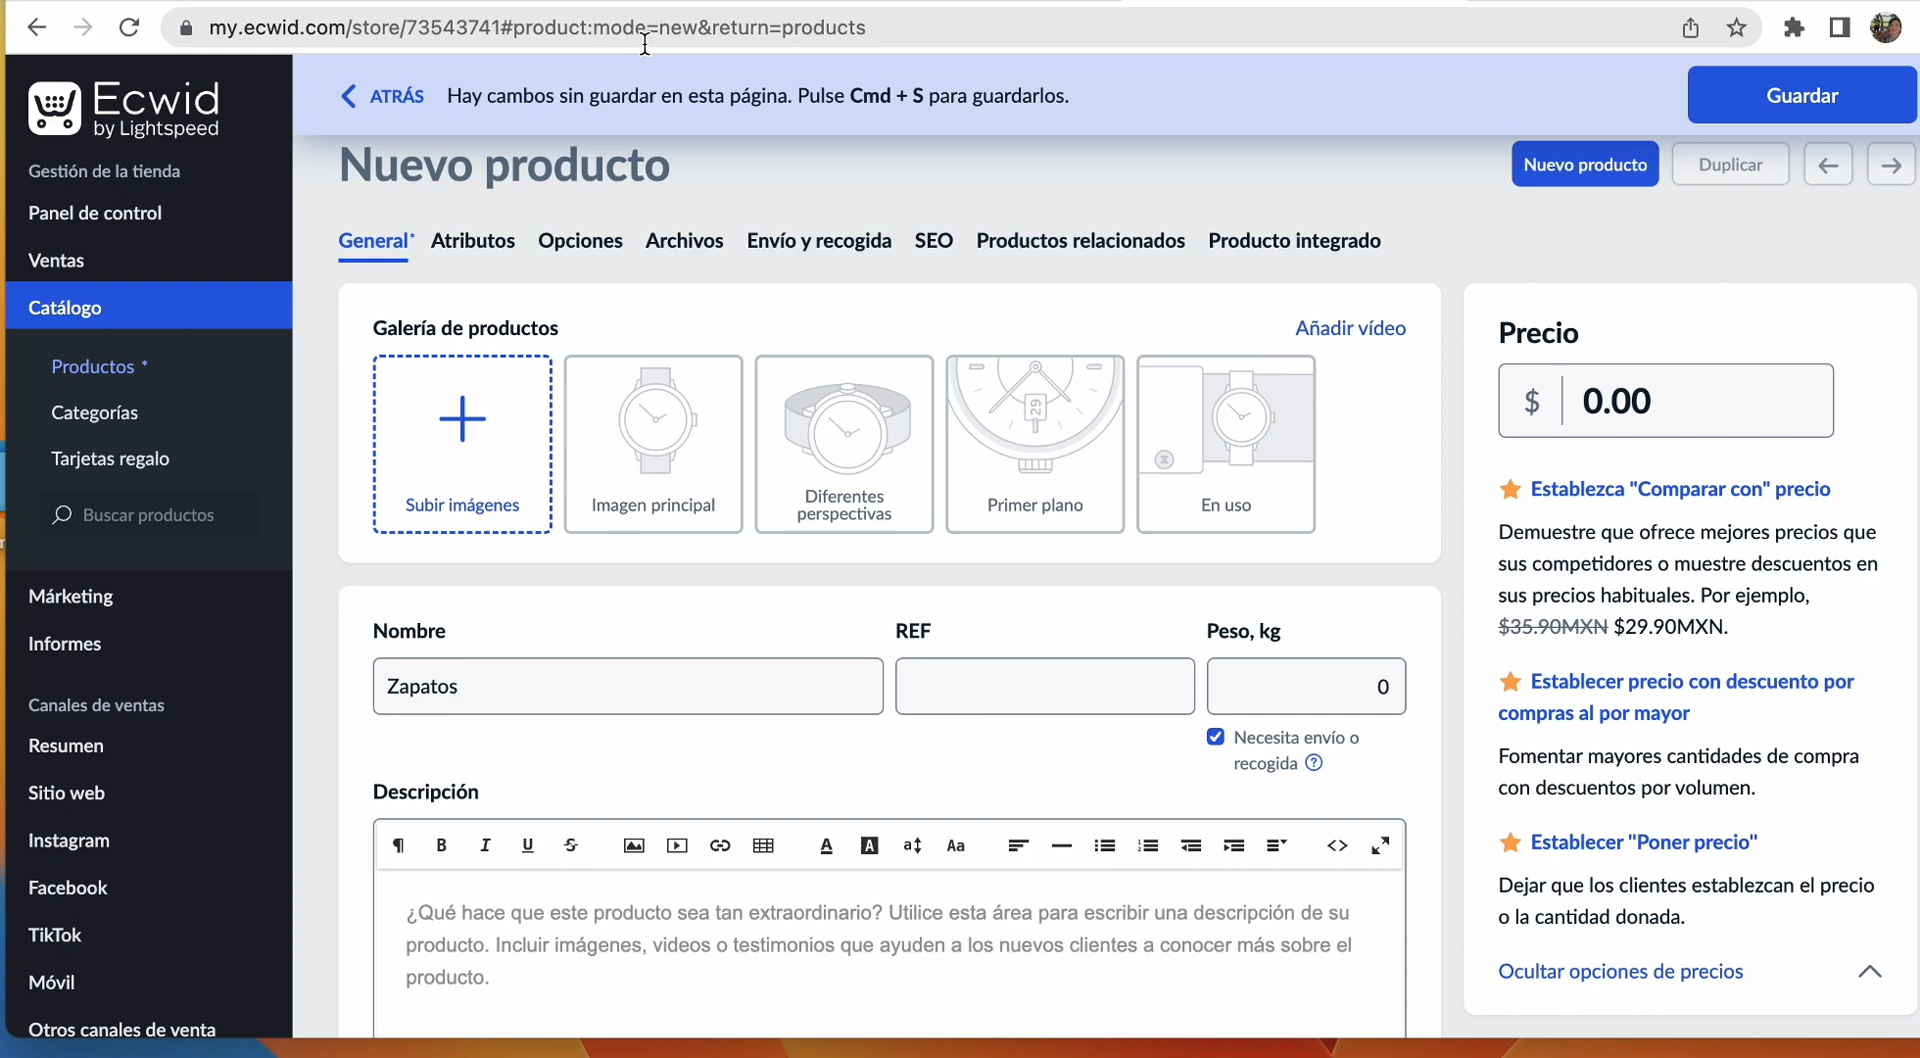 my.ecwid.com/store/73543741#product:mode=new&return=products
Ecwid
by Lightspeed
Gestión de la tienda
Panel de control
Ventas
Catálogo
Productos *
Categorías
Tarjetas regalo
Buscar productos
Márketing
Informes
Canales de ventas
Resumen
Sitio web
Instagram
Facebook
TikTok
Móvil
Otros canales de venta
ATRÁS Hay cambos sin guardar en esta página. Pulse Cmd + S para guardarlos.
Guardar
Nuevo producto
Nuevo producto
Duplicar
General* Atributos Opciones Archivos Envío y recogida SEO Productos relacionados Producto integrado
Galería de productos
Añadir vídeo
Subir imágenes
Imagen principal
Diferentes
perspectivas
29
Primer plano
En uso
Nombre
Zapatos
REF
Peso, kg
0
Necesita envío o
recogida ?
Descripción
¶ B I U S A A a Aa <>
¿Qué hace que este producto sea tan extraordinario? Utilice esta área para escribir una descripción de su
producto. Incluir imágenes, videos o testimonios que ayuden a los nuevos clientes a conocer más sobre el
producto.
Precio
$ 0.00
Establezca "Comparar con" precio
Demuestre que ofrece mejores precios que
sus competidores o muestre descuentos en
sus precios habituales. Por ejemplo,
$35.90MXN $29.90MXN.
Establecer precio con descuento por
compras al por mayor
Fomentar mayores cantidades de compra
con descuentos por volumen.
Establecer "Poner precio"
Dejar que los clientes establezcan el precio
o la cantidad donada.
Ocultar opciones de precios